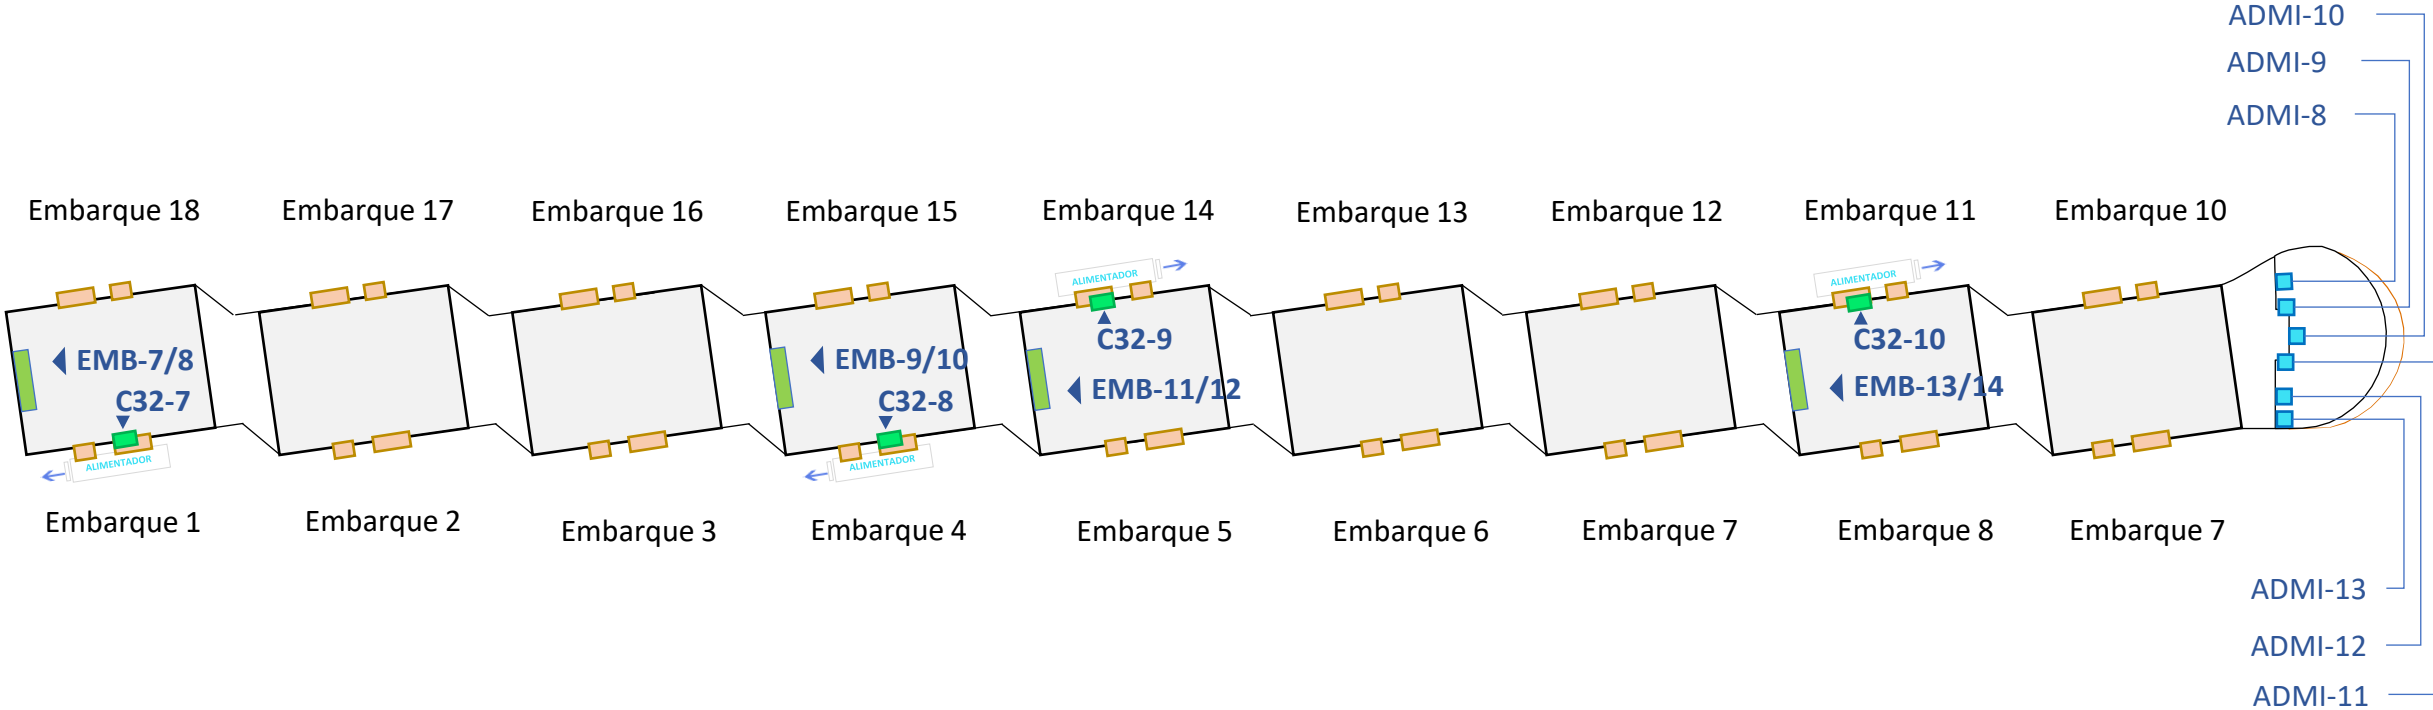 ADMI-10
ADMI-9
ADMI-8
Embarque 18
Embarque 17
Embarque 16
Embarque 15
Embarque 14
Embarque 13
Embarque 12
Embarque 11
Embarque 10
ALIMENTADOR
ALIMENTADOR
C32-9
C32-10
EMB-7/8
EMB-9/10
EMB-11/12
EMB-13/14
C32-7
C32-8
ALIMENTADOR
ALIMENTADOR
Embarque 1
Embarque 2
Embarque 3
Embarque 4
Embarque 5
Embarque 6
Embarque 7
Embarque 8
Embarque 7
ADMI-13
ADMI-12
ADMI-11